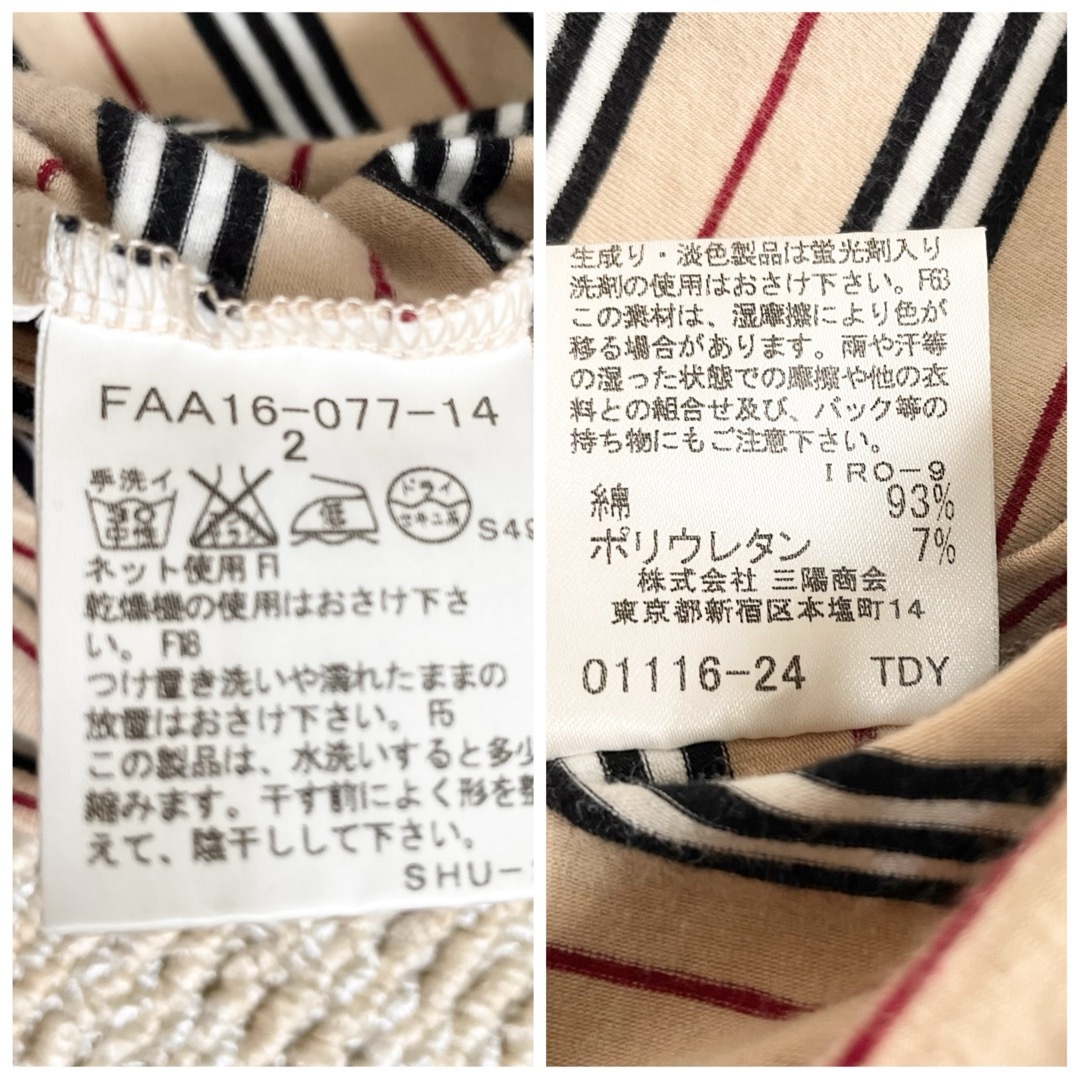 FAA16-077-14
2
手洗イ
30
中性
エンソサラシ
低
ドライ
セキユ系
S49
ネット使用 F1
乾燥機の使用はおさけ下さ
い。 F18
つけ置き洗いや濡れたままの
放置はおさけ下さい。 F5
この製品は、水洗いすると多少
縮みます。干す前によく形を整
えて、陰干しして下さい。
SHU-
生成り・淡色製品は蛍光剤入り
洗剤の使用はおさけ下さい。F63
この素材は、湿摩擦により色が
移る場合があります。雨や汗等
の湿った状態での摩擦や他の衣
料との組合せ及び、バック等の
持ち物にもご注意下さい。
IRO-9
綿 93%
ポリウレタン 7%
株式会社 三陽商会
東京都新宿区本塩町14
01116-24 TDY